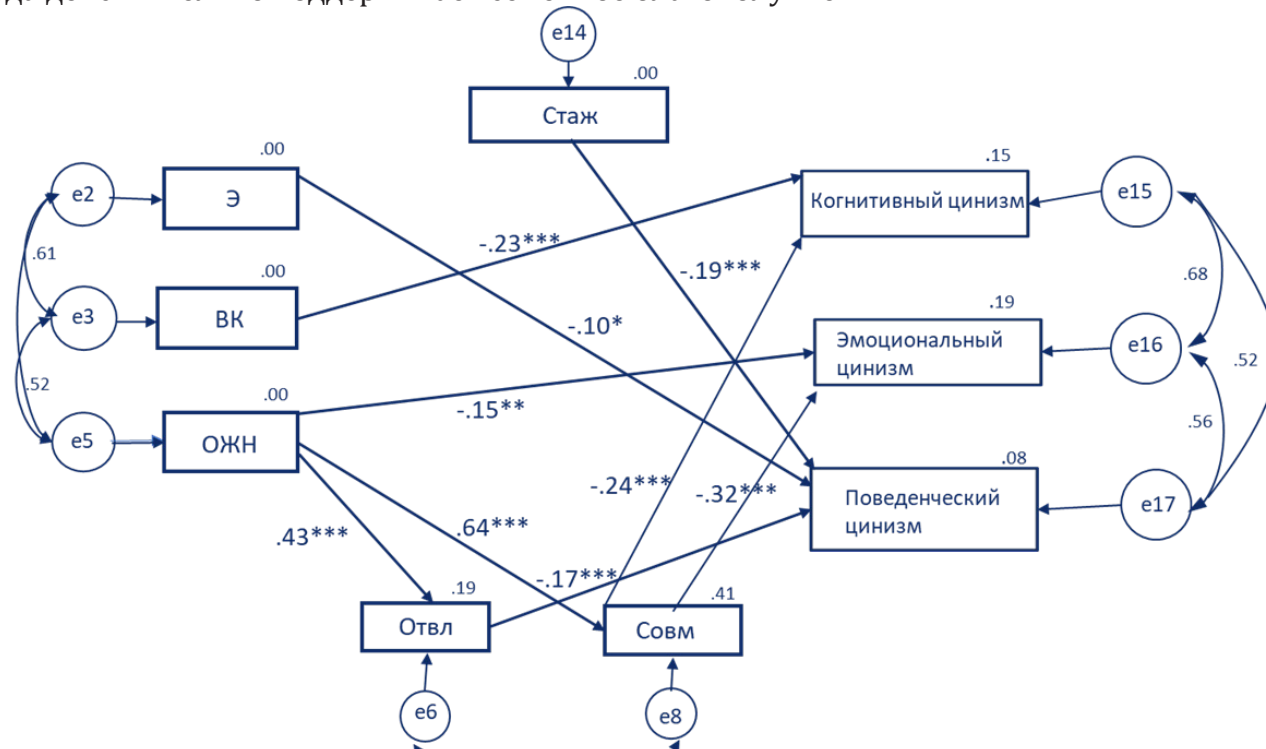 e14
.00
Стаж
.00
.15
e2
Э
Когнитивный цинизм
e15
.61
-.23***
-.19***
.68
.00
.19
e3
ВК
-.10*
Эмоциональный
цинизм
e16
.52
.52
.00
-.15**
.56
e5
ОЖН
.08
-.24***
-.32***
Поведенческий
цинизм
e17
.43***
.64***
-.17***
.19
.41
Отвл
Совм
e6
e8